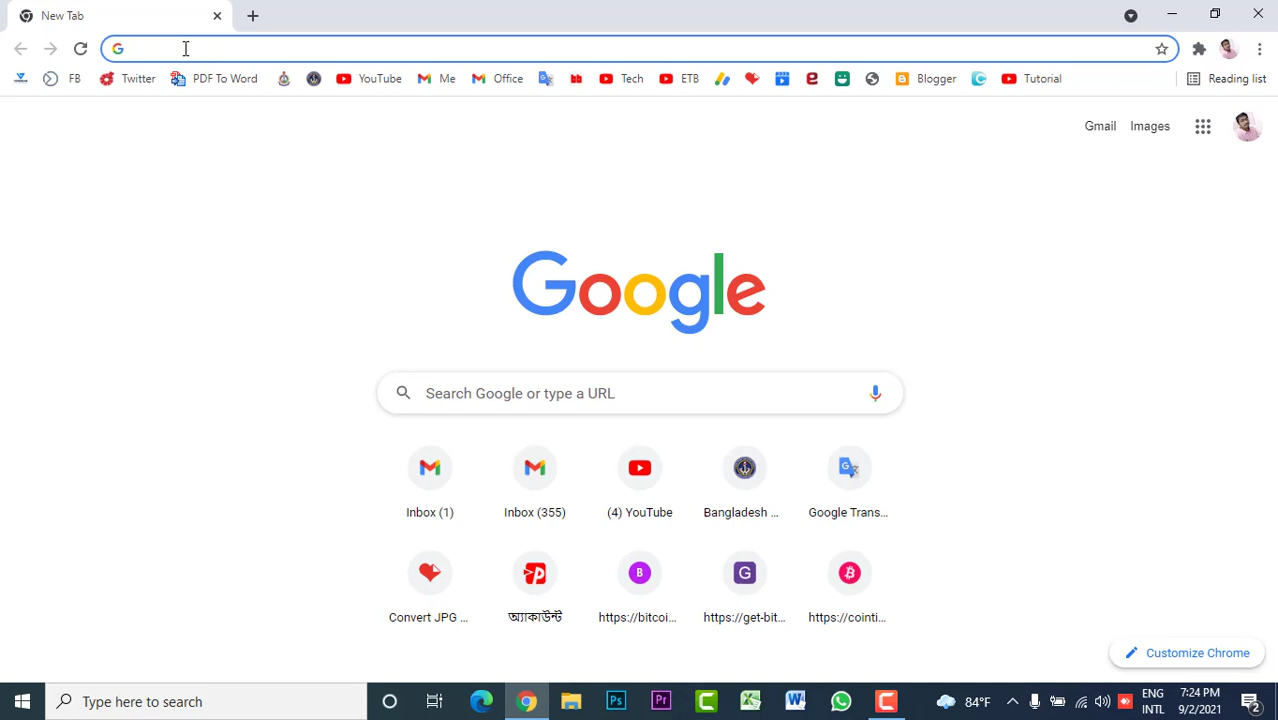 New Tab
FB
Twitter
PDF To Word
YouTube
Me
Office
Tech
ETB
Blogger
Tutorial
Reading list
Gmail
Images
Google
Search Google or type a URL
Inbox (1)
Inbox (355)
(4) YouTube
Bangladesh ...
Google Trans...
Convert JPG ...
অ্যাকাউন্ট
https://bitcoi...
https://get-bit...
https://cointi...
Customize Chrome
Type here to search
84°F
ENG
INTL
7:24 PM
9/2/2021
2